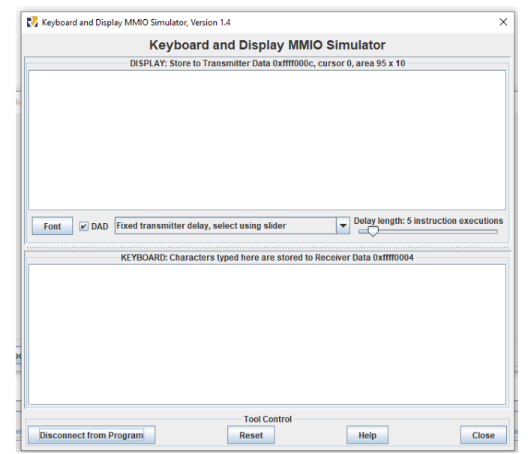 Keyboard and Display MMIO Simulator, Version 1.4
Keyboard and Display MMIO Simulator
DISPLAY: Store to Transmitter Data 0xffff000c, cursor 0, area 95 x 10
Font
DAD
Fixed transmitter delay, select using slider
Delay length: 5 instruction executions
KEYBOARD: Characters typed here are stored to Receiver Data 0xffff0004
Tool Control
Disconnect from Program
Reset
Help
Close